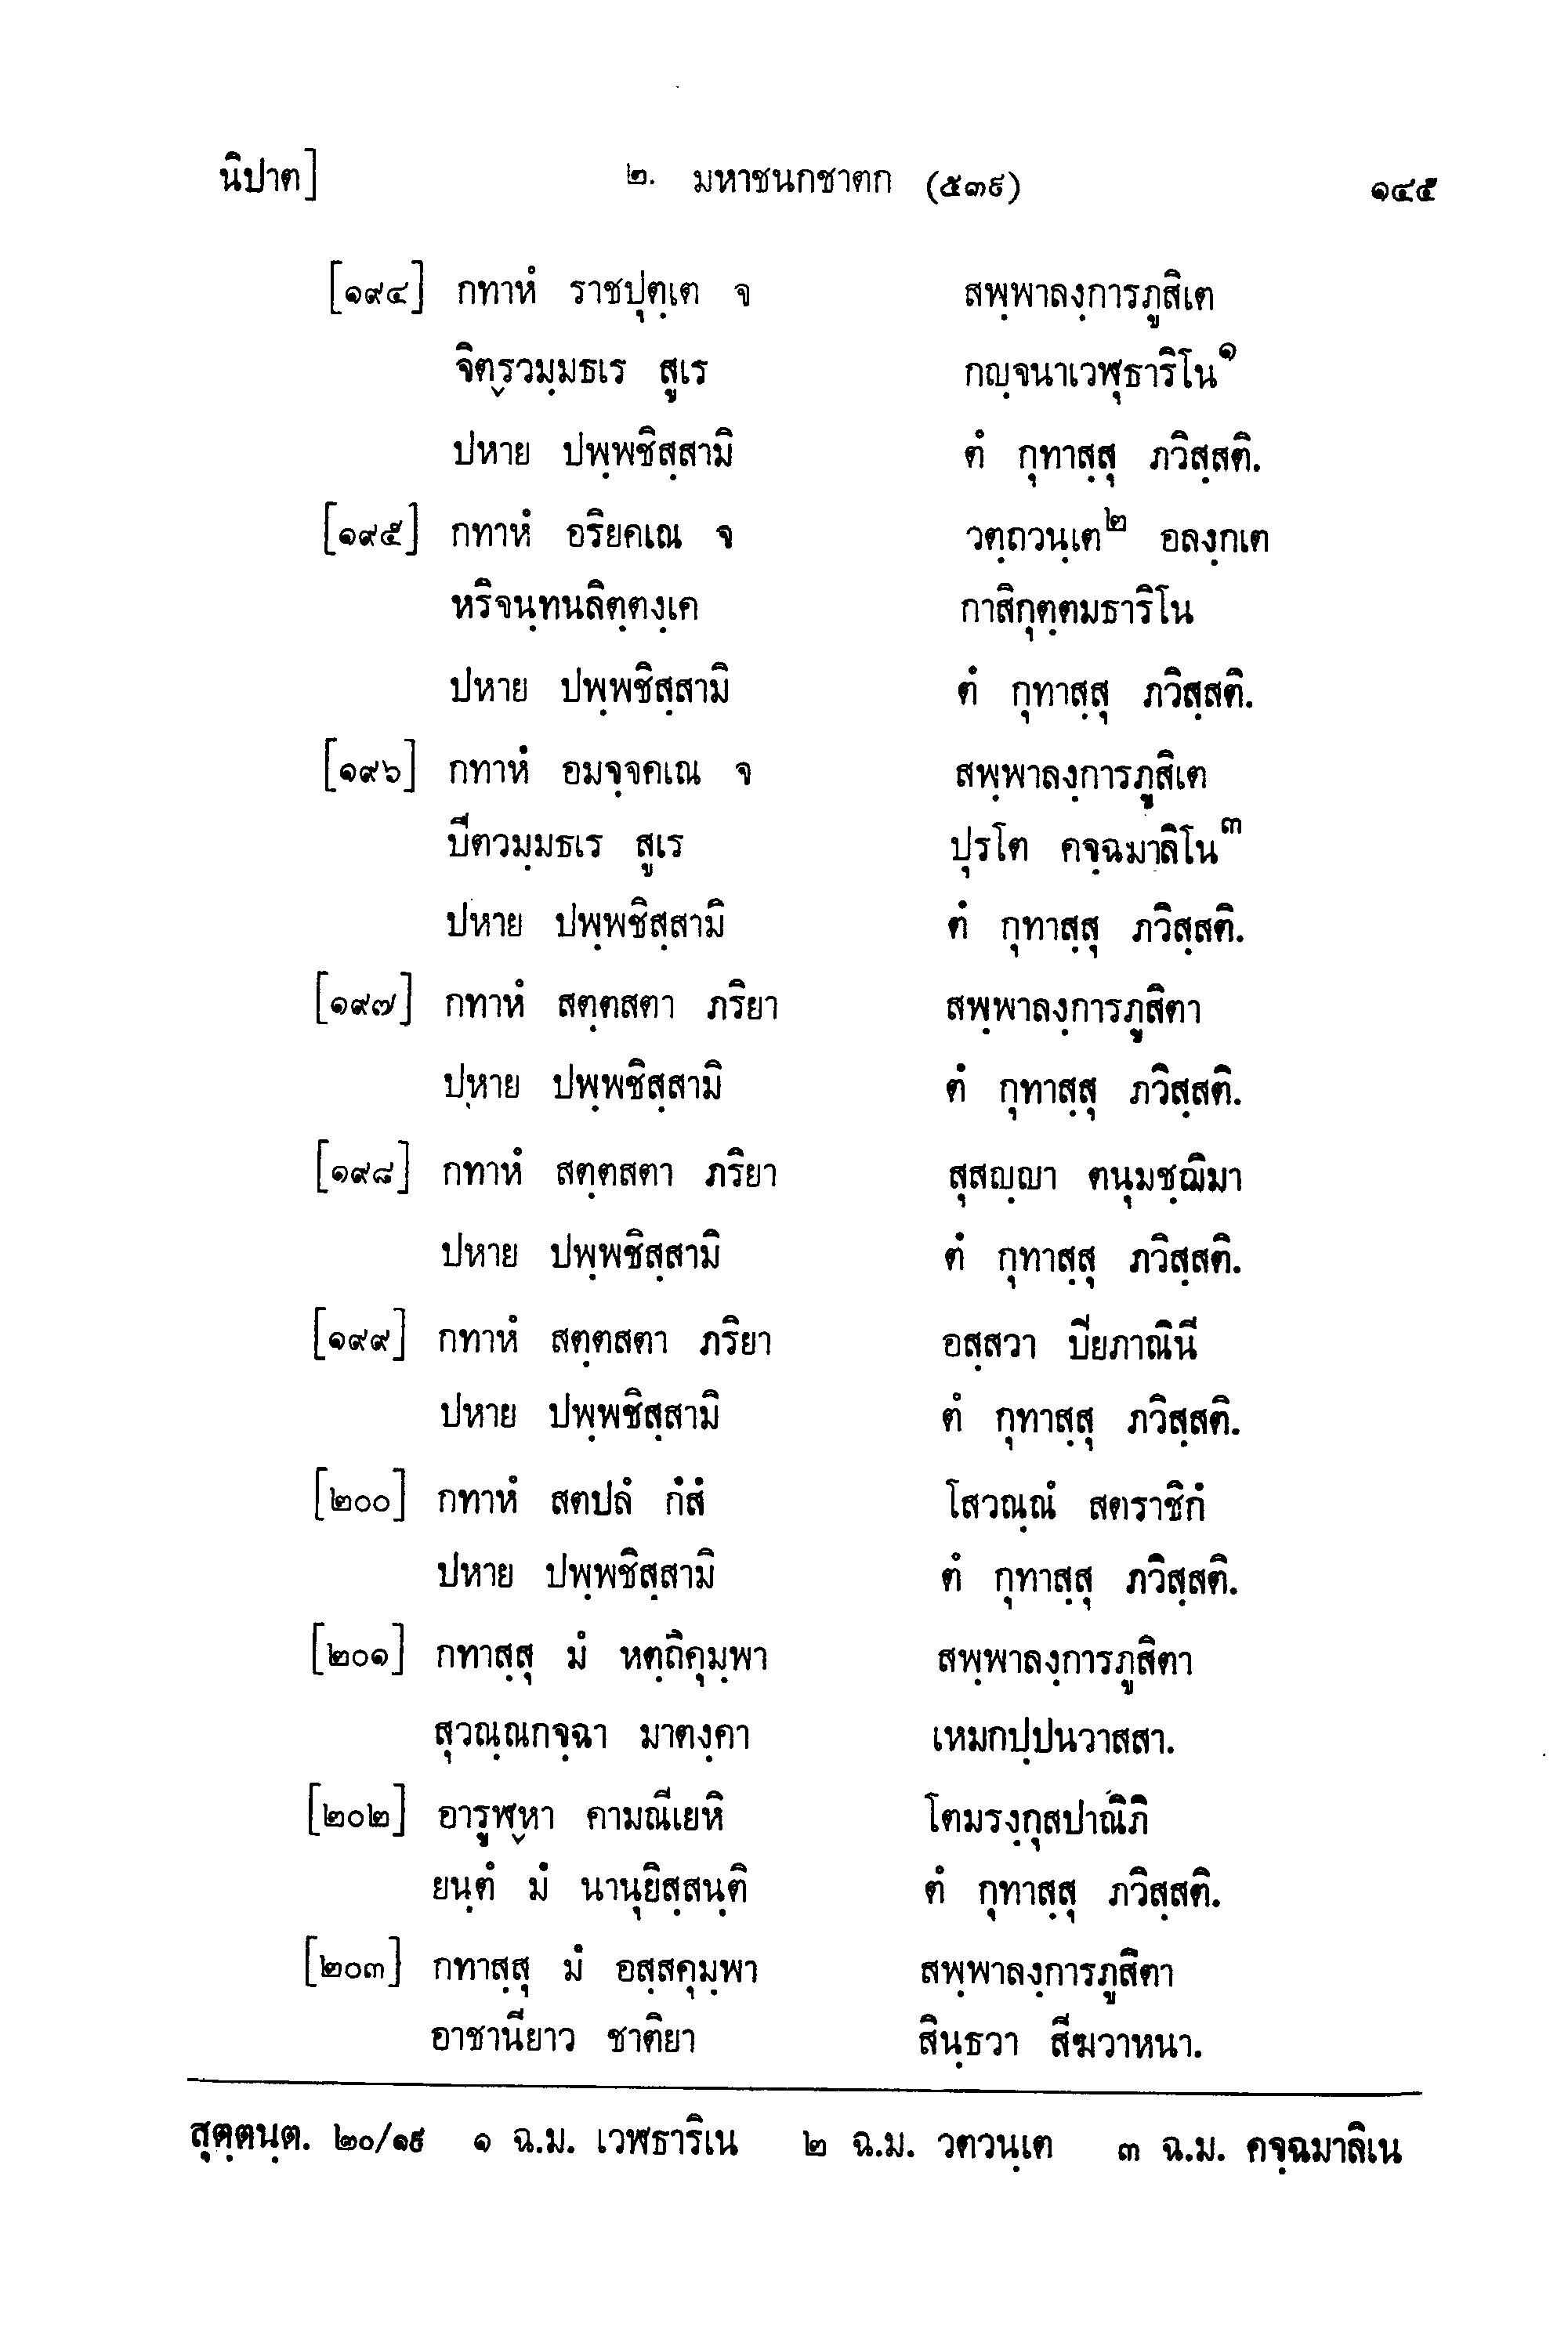 นิปาต] ๒. มหาชนกชาตก (๕๓๙) ๑๔๕
[๑๙๔] กทาหํ ราชปุตฺเต จ สพฺพาลงฺการภูสิเต
จิตฺรวมฺมธเร สูเร กญฺจนาเวฬุธาริโน๑
ปหาย ปพฺพชิสฺสามิ ตํ กุทาสฺสุ ภวิสฺสติ.
[๑๙๕] กทาหํ อริยคเณ จ วตฺถวนฺเต๒ อลงฺกเต
หริจนฺทนลิตฺตงฺเค กาสิกุตฺตมธาริโน
ปหาย ปพฺพชิสฺสามิ ตํ กุทาสฺสุ ภวิสฺสติ.
[๑๙๖] กทาหํ อมจฺจคเณ จ สพฺพาลงฺการภูสิเต
ปีตวมฺมธเร สูเร ปุรโต คจฺฉมาลิโน๓
ปหาย ปพฺพชิสฺสามิ ตํ กุทาสฺสุ ภวิสฺสติ.
[๑๙๗] กทาหํ สตฺตสตา ภริยา สพฺพาลงฺการภูสิตา
ปหาย ปพฺพชิสฺสามิ ตํ กุทาสฺสุ ภวิสฺสติ.
[๑๙๘] กทาหํ สตฺตสตา ภริยา สุสญฺญา ตนุมชฺฌิมา
ปหาย ปพฺพชิสฺสามิ ตํ กุทาสฺสุ ภวิสฺสติ.
[๑๙๙] กทาหํ สตฺตสตา ภริยา อสฺสวา ปียภาณินี
ปหาย ปพฺพชิสฺสามิ ตํ กุทาสฺสุ ภวิสฺสติ.
[๒๐๐] กทาหํ สตปลํ กํสํ โสวณฺณํ สตราชิกํ
ปหาย ปพฺพชิสฺสามิ ตํ กุทาสฺสุ ภวิสฺสติ.
[๒๐๑] กทาสฺสุ มํ หตฺถิคุมฺพา สพฺพาลงฺการภูสิตา
สุวณฺณกจฺฉา มาตงฺคา เหมกปฺปนวาสสา.
[๒๐๒] อารูฬฺหา คามณีเยหิ โตมรงฺกุสปาณิภิ
ยนฺตํ มํ นานุยิสฺสนฺติ ตํ กุทาสฺสุ ภวิสฺสติ.
[๒๐๓] กทาสฺสุ มํ อสฺสคุมฺพา สพฺพาลงฺการภูสิตา
อาชานียาว ชาติยา สินฺธวา สีฆวาหนา.
สุตฺตนฺต. ๒๐/๑๙ ๑ ฉ.ม. เวฬธาริเน ๒ ฉ.ม. วตวนฺเต ๓ ฉ.ม. คจฺฉมาลิเน